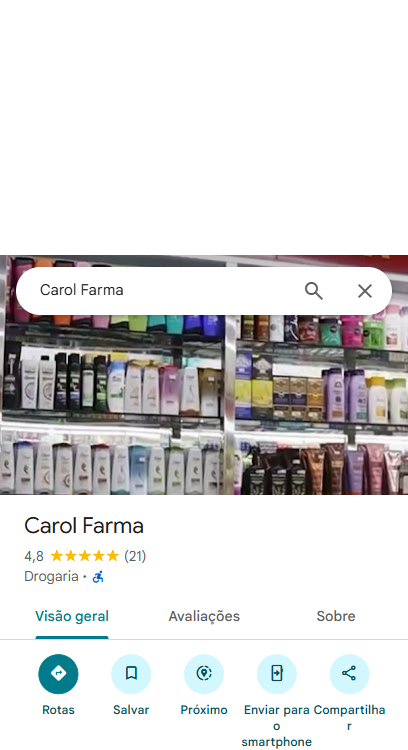 Carol Farma
Carol Farma
4,8 (21)
Drogaria ·
Visão geral Avaliações Sobre
Rotas Salvar Próximo Enviar para o smartphone Compartilhar